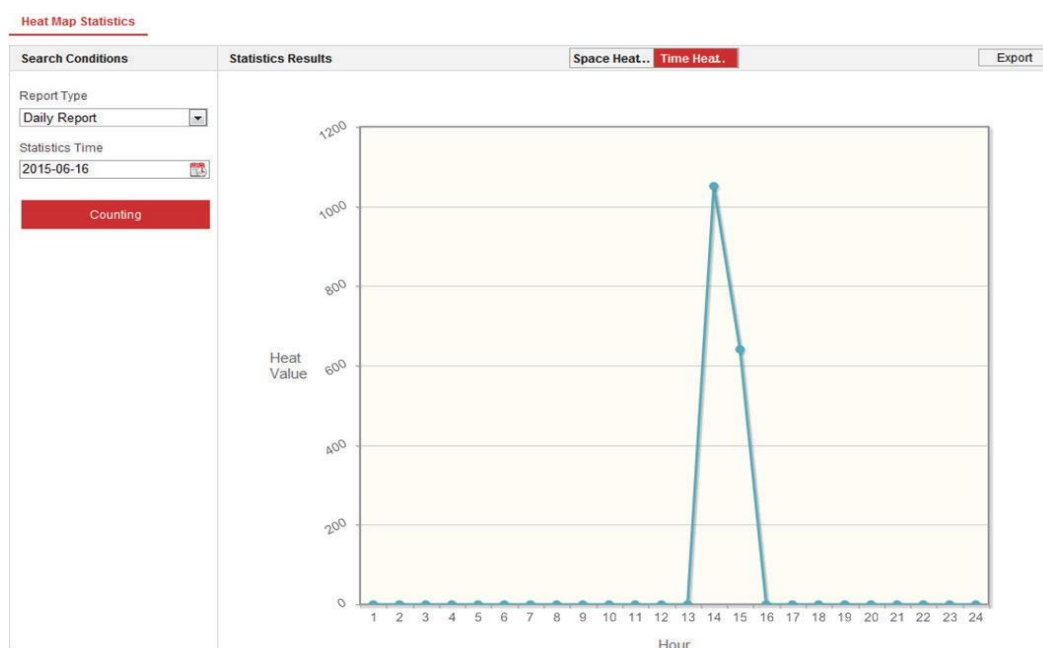 Heat Map Statistics
Search Conditions
Statistics Results
Space Heat...
Time Heat..
Export
Report Type
Daily Report
Statistics Time
2015-06-16
Counting
1200
1000
800
Heat
Value
600
400
200
0
1 2 3 4 5 6 7 8 9 10 11 12 13 14 15 16 17 18 19 20 21 22 23 24
Hour